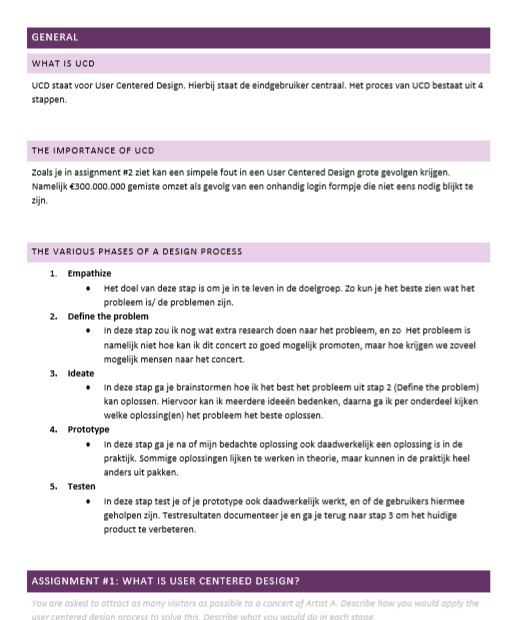 GENERAL
WHAT IS UCD
UCD staat voor User Centered Design. Hierbij staat de eindgebruiker centraal. Het proces van UCD bestaat uit 4
stappen.
THE IMPORTANCE OF UCD
Zoals je in assignment #2 ziet kan een simpele fout in een User Centered Design grote gevolgen krijgen.
Namelijk €300.000.000 gemiste omzet als gevolg van een onhandig login formpje die niet eens nodig blijkt te
zijn.
THE VARIOUS PHASES OF A DESIGN PROCESS
1. Empathize
• Het doel van deze stap is om je in te leven in de doelgroep. Zo kun je het beste zien wat het
probleem is/ de problemen zijn.
2. Define the problem
• In deze stap zou ik nog wat extra research doen naar het probleem, en zo Het probleem is
namelijk niet hoe kan ik dit concert zo goed mogelijk promoten, maar hoe krijgen we zoveel
mogelijk mensen naar het concert.
3. Ideate
• In deze stap ga je brainstormen hoe ik het best het probleem uit stap 2 (Define the problem)
kan oplossen. Hiervoor kan ik meerdere ideeën bedenken, daarna ga ik per onderdeel kijken
welke oplossing(en) het probleem het beste oplossen.
4. Prototype
• In deze stap ga je na of mijn bedachte oplossing ook daadwerkelijk een oplossing is in de
praktijk. Sommige oplossingen lijken te werken in theorie, maar kunnen in de praktijk heel
anders uit pakken.
5. Testen
• In deze stap test je of je prototype ook daadwerkelijk werkt, en of de gebruikers hiermee
geholpen zijn. Testresultaten documenteer je en ga je terug naar stap 3 om het huidige
product te verbeteren.
ASSIGNMENT #1: WHAT IS USER CENTERED DESIGN?
You are asked to attract as many visitors as possible to a concert of Artist A. Describe how you would apply the
user centered design process to solve this. Describe what you would do in each stage.